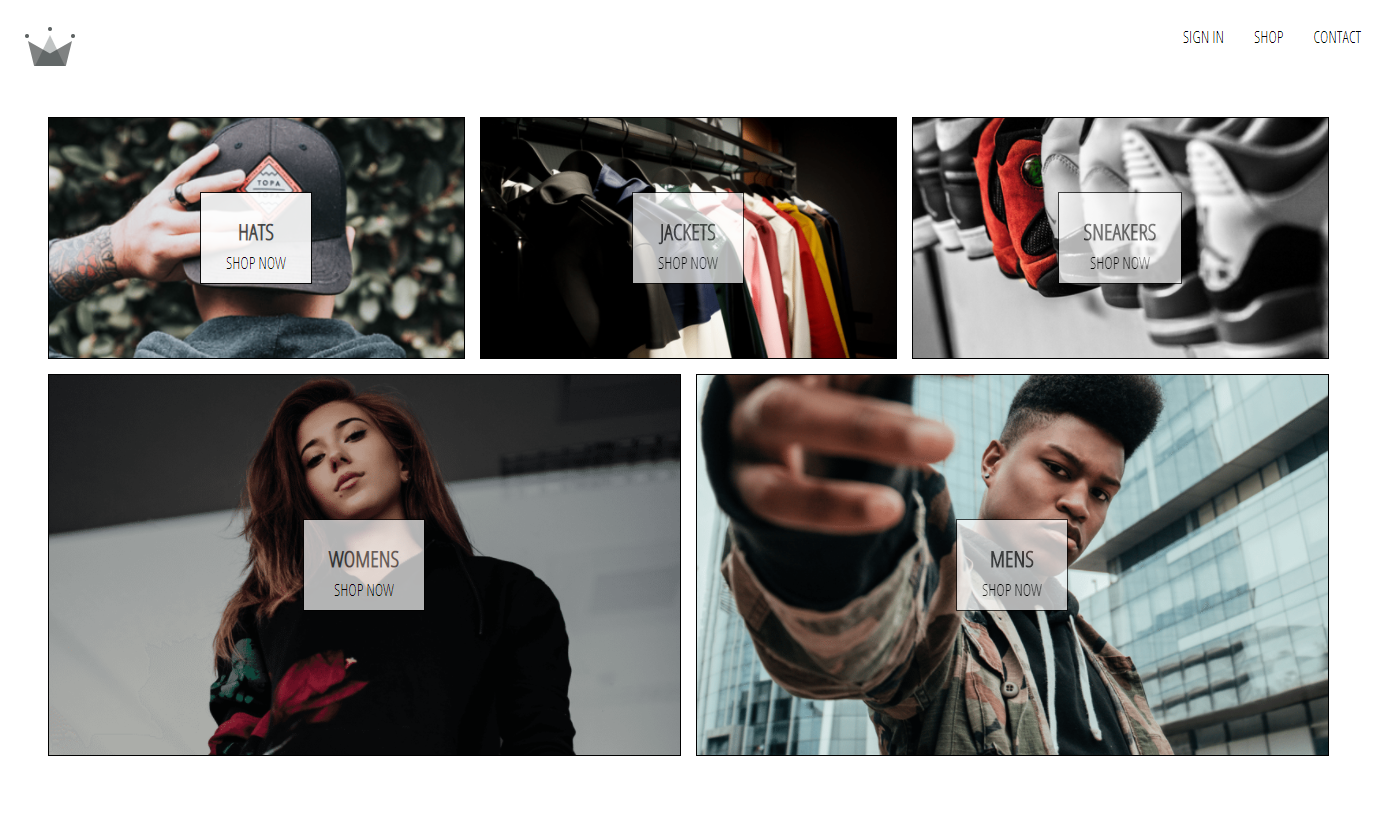 SIGN IN SHOP CONTACT
TOPA
HATS
SHOP NOW
JACKETS
SHOP NOW
SNEAKERS
SHOP NOW
WOMENS
SHOP NOW
MENS
SHOP NOW